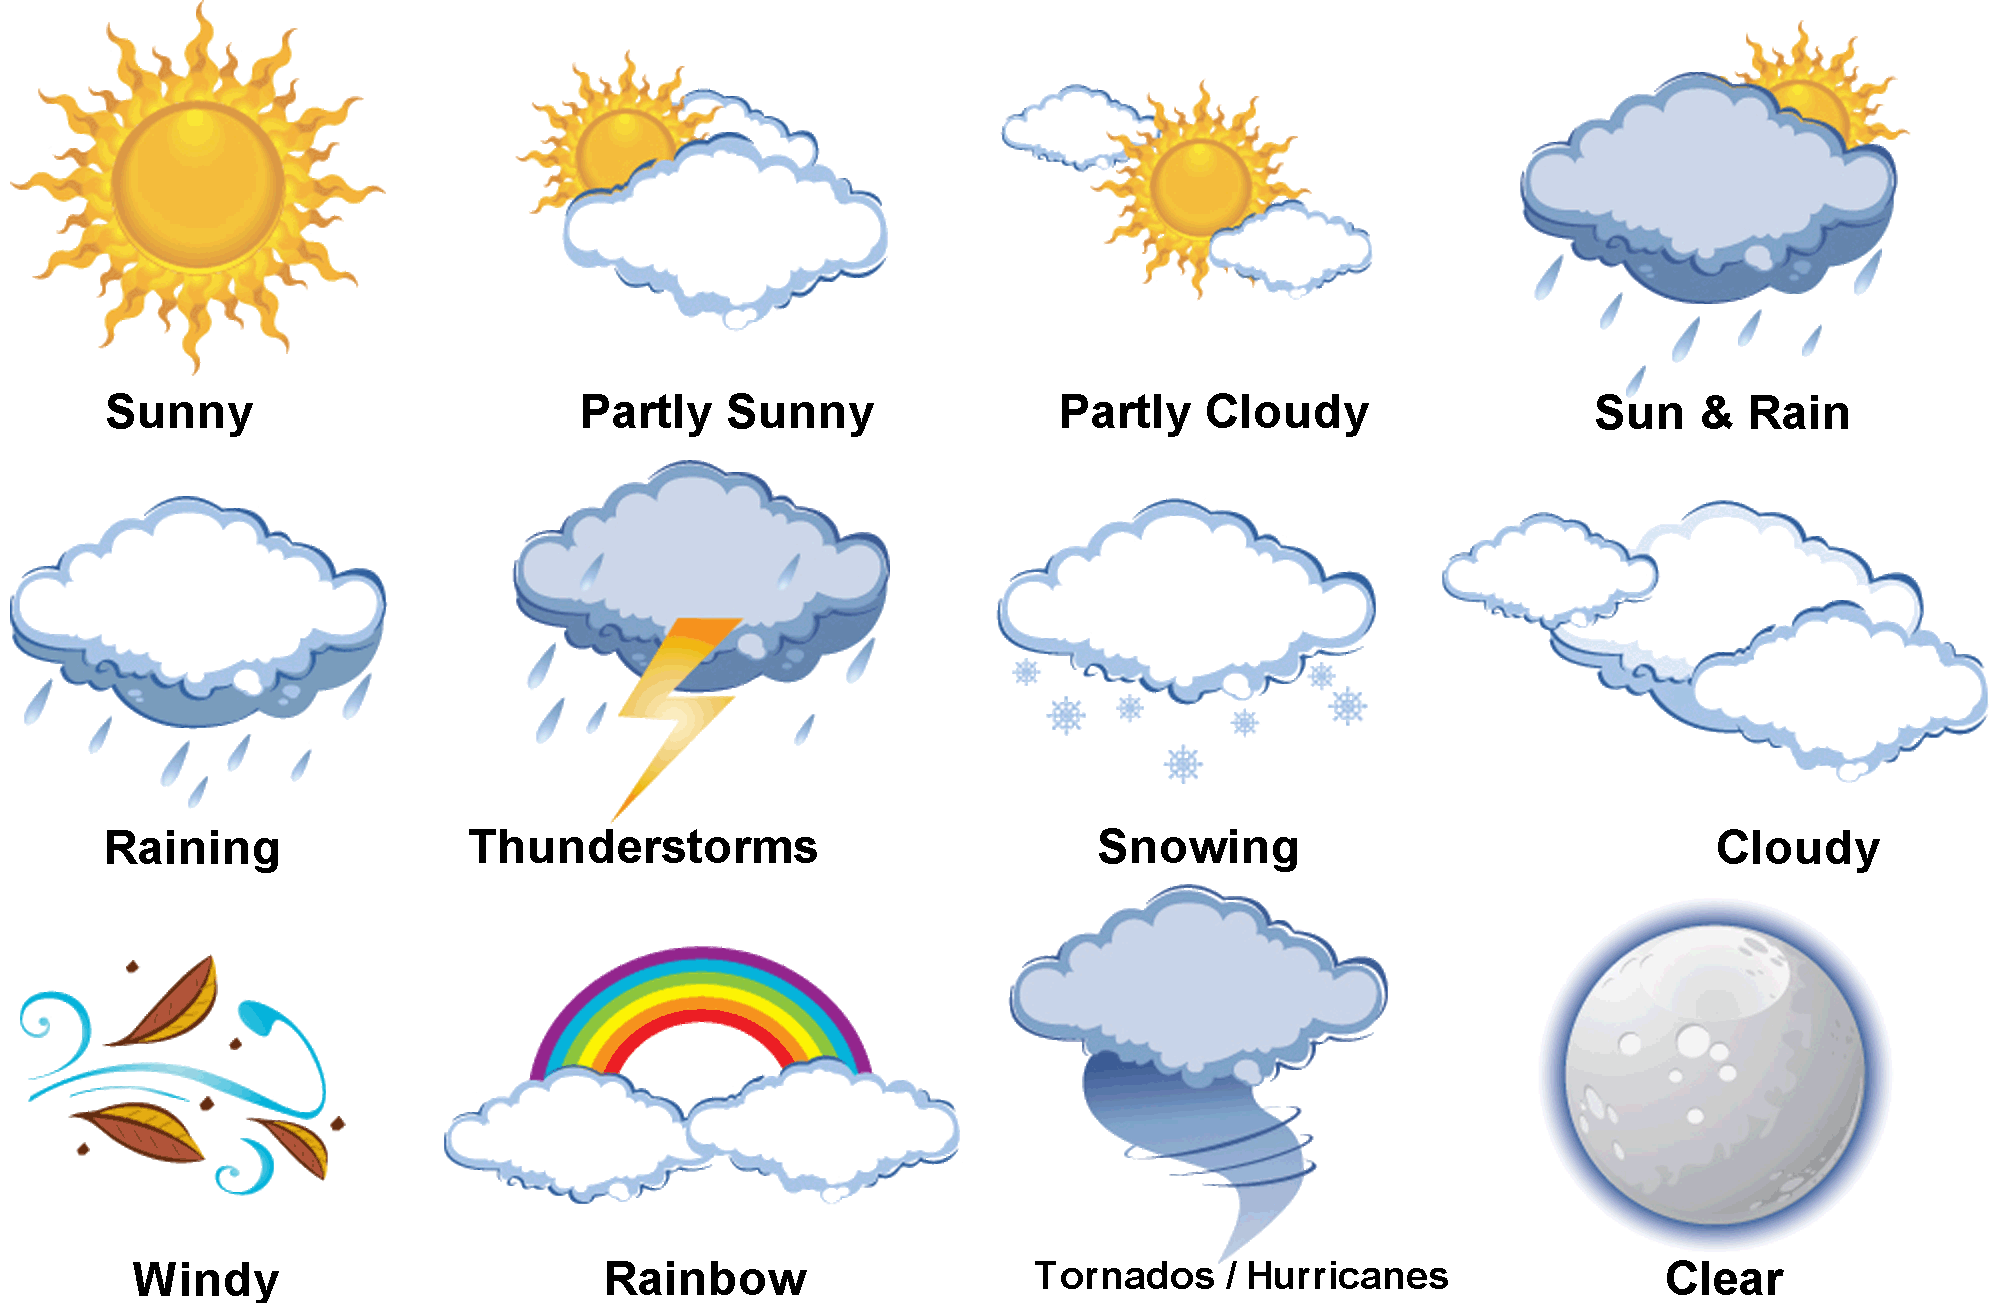 Sunny
Partly Sunny
Partly Cloudy
Sun & Rain
Raining
Thunderstorms
Snowing
Cloudy
Windy
Rainbow
Tornados / Hurricanes
Clear